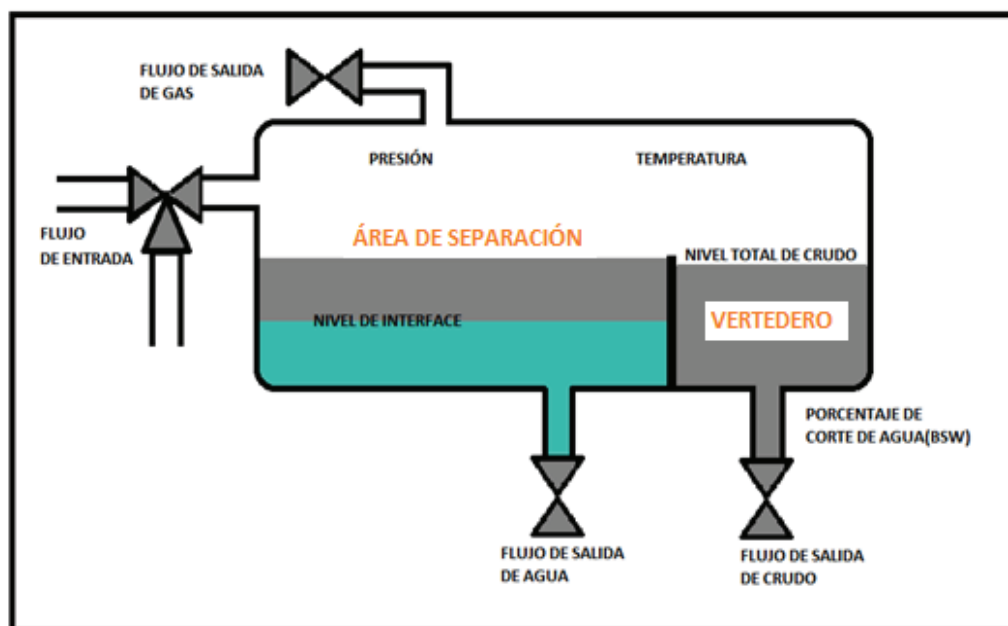 FLUJO DE SALIDA
DE GAS
PRESIÓN
TEMPERATURA
FLUJO
DE ENTRADA
ÁREA DE SEPARACIÓN
NIVEL TOTAL DE CRUDO
NIVEL DE INTERFACE
VERTEDERO
PORCENTAJE DE
CORTE DE AGUA(BSW)
FLUJO DE SALIDA
DE AGUA
FLUJO DE SALIDA
DE CRUDO